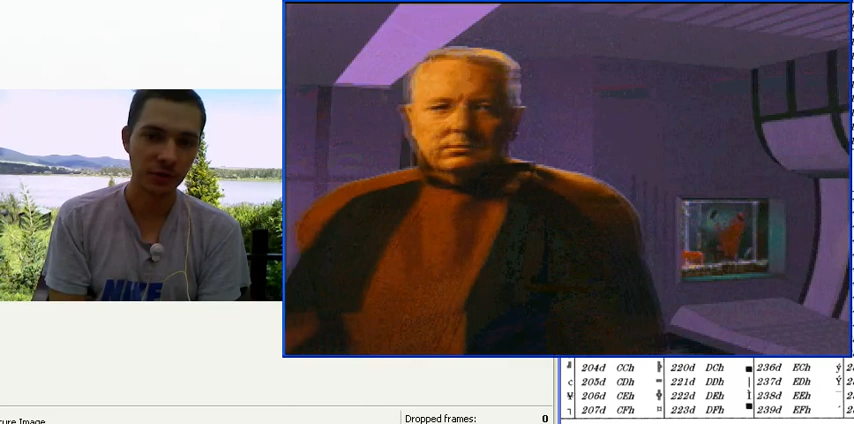 NIKE
204d CCh 220d DCh 236d ECh ý
205d CDh 221d DDh 237d EDh Ý
206d CEh 222d DEh 238d EEh
207d CFh 223d DFh 239d EFh
ure Image
Dropped frames: 0